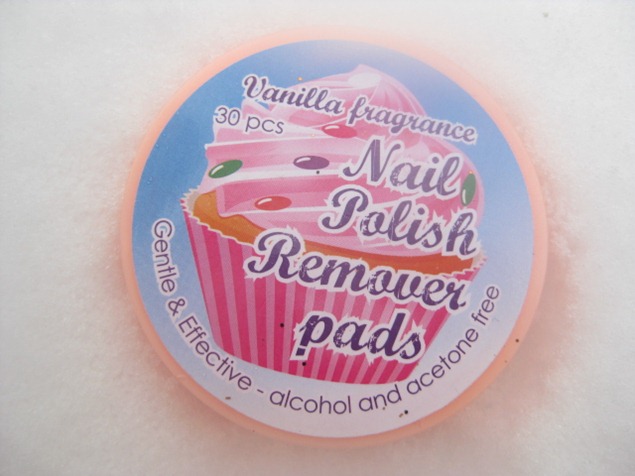 Vanilla fragrance
30 pcs
Nail
Polish
Remover
pads
Gentle & Effective - alcohol and acetone free